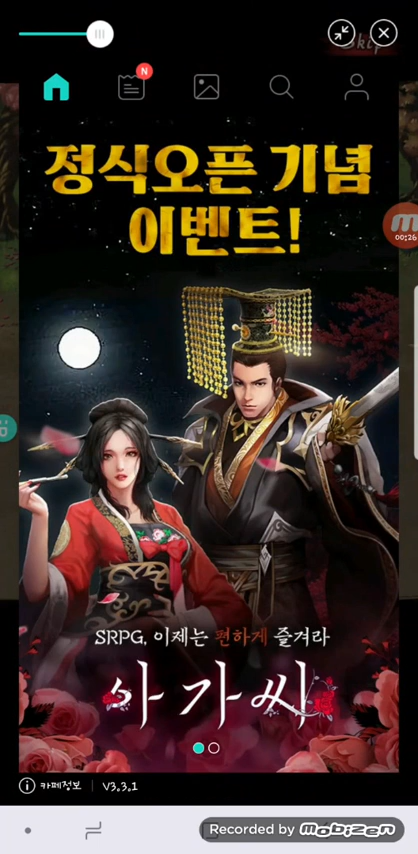 Skip
N
정식오픈 기념
이벤트!
00:26
SRPG, 이제는 편하게 즐겨라
아가씨
카페정보 | V3.3.1
Recorded by mobizen